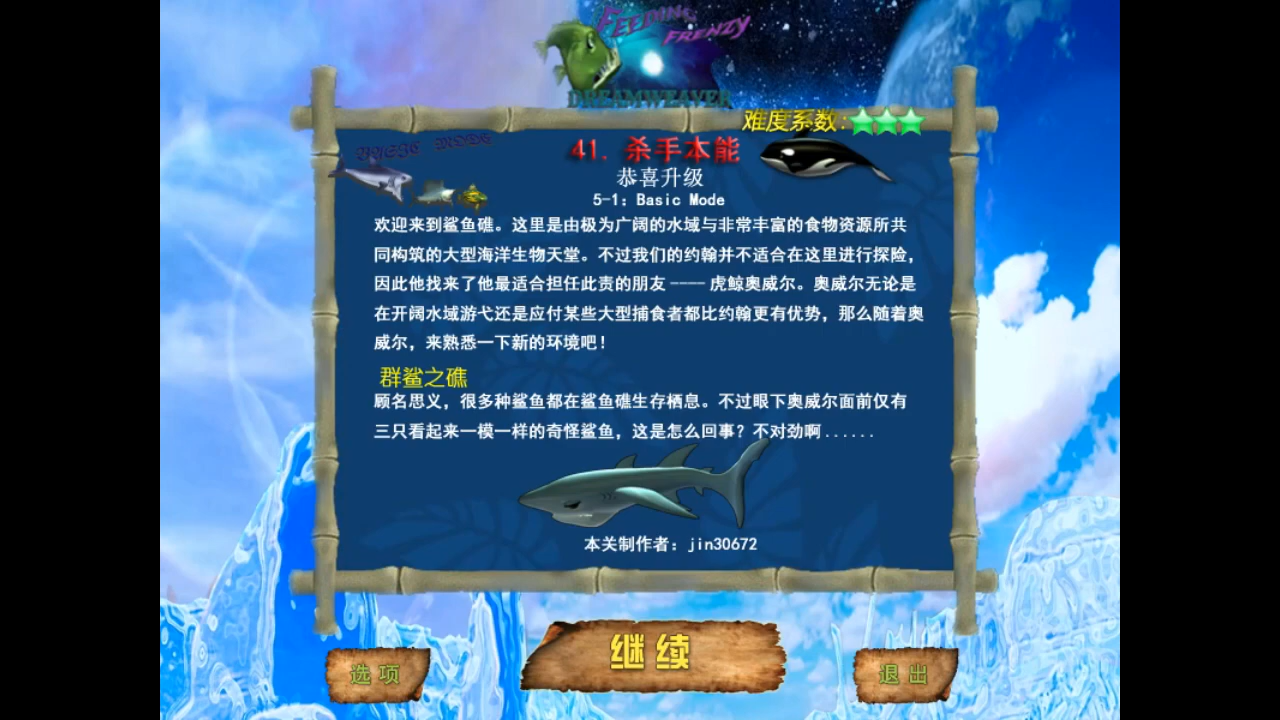 FEEDING
FRENZY
DREAMWEAVER
难度系数:
BASIC MODE
41. 杀手本能
恭喜升级
5-1: Basic Mode
欢迎来到鲨鱼礁。这里是由极为广阔的水域与非常丰富的食物资源所共
同构筑的大型海洋生物天堂。不过我们的约翰并不适合在这里进行探险，
因此他找来了他最适合担任此责的朋友 ---- 虎鲸奥威尔。奥威尔无论是
在开阔水域游弋还是应付某些大型捕食者都比约翰更有优势，那么随着奥
威尔，来熟悉一下新的环境吧！
群鲨之礁
顾名思义，很多种鲨鱼都在鲨鱼礁生存栖息。不过眼下奥威尔面前仅有
三只看起来一模一样的奇怪鲨鱼，这是怎么回事？不对劲啊......
本关制作者: jin30672
继续
选项
退出